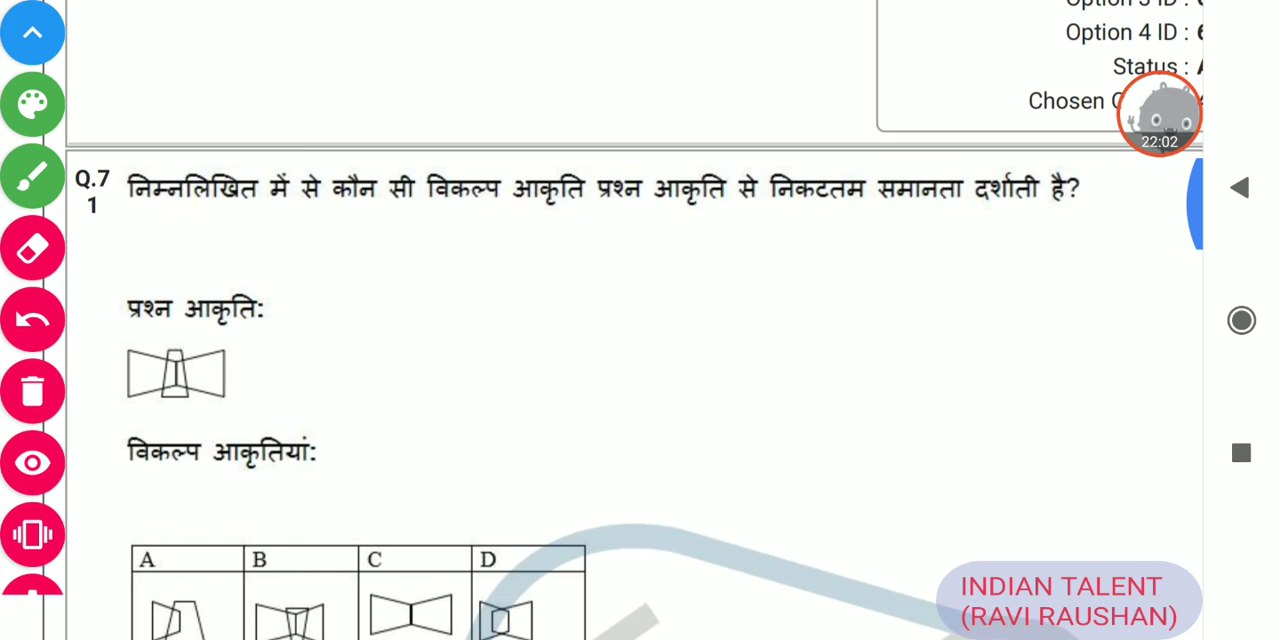 Option 4 ID :
Status :
Chosen
22:02
Q.7
1
निम्नलिखित में से कौन सी विकल्प आकृति प्रश्न आकृति से निकटतम समानता दर्शाती है?
प्रश्न आकृति:
विकल्प आकृतियां:
A B C D
INDIAN TALENT
(RAVI RAUSHAN)